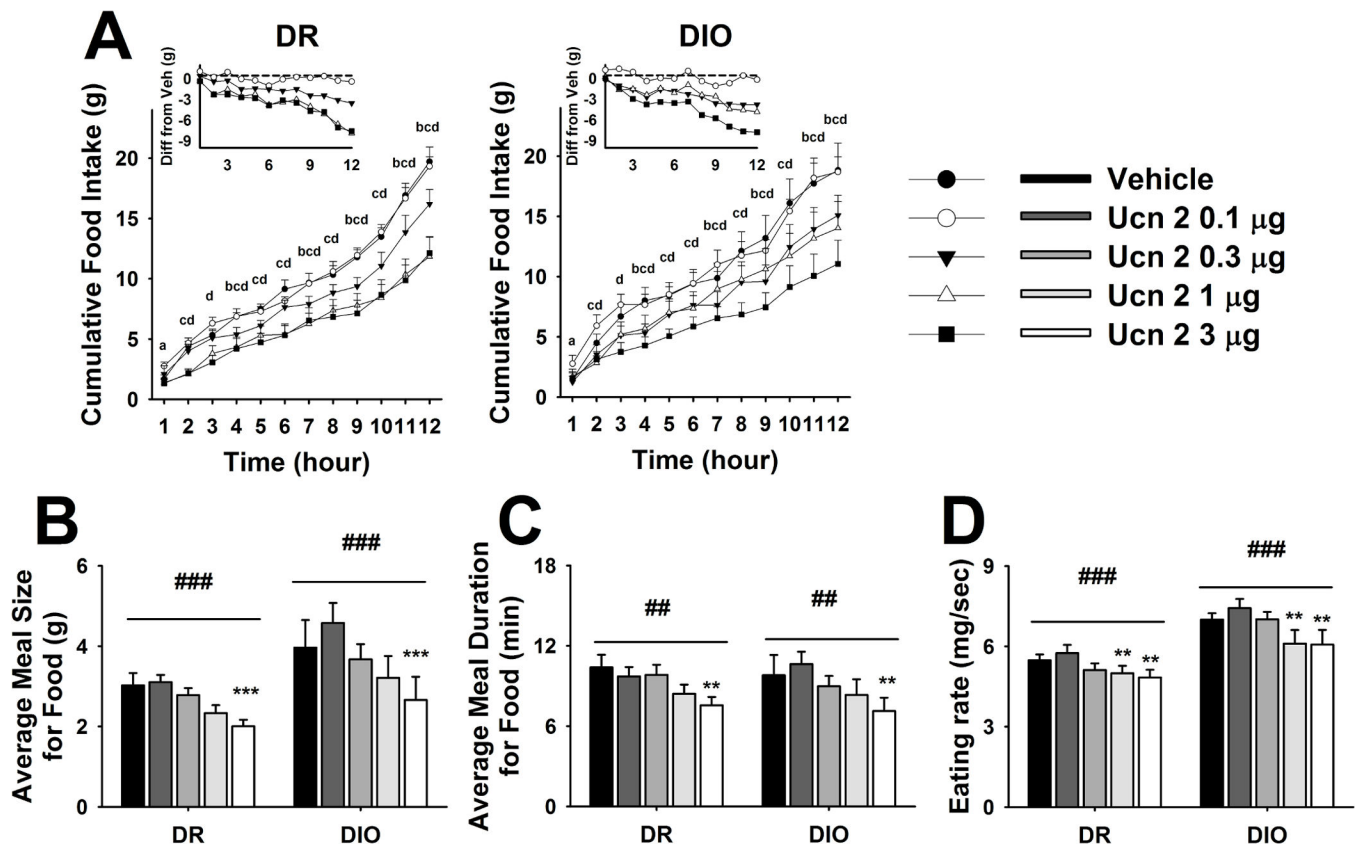 A
DR
Diff from Veh (g)
0
-3
-6
-9
3 6 9 12
Cumulative Food Intake (g)
20
15
10
5
0
a cd d bcd cd cd bcd cd bcd cd bcd bcd
1 2 3 4 5 6 7 8 9 10 11 12
Time (hour)
DIO
Diff from Veh (g)
0
-3
-6
-9
3 6 9 12
Cumulative Food Intake (g)
20
15
10
5
0
a cd d bcd cd cd bcd cd bcd cd bcd bcd
1 2 3 4 5 6 7 8 9 10 11 12
Time (hour)
Vehicle
Ucn 2 0.1 μg
Ucn 2 0.3 μg
Ucn 2 1 μg
Ucn 2 3 μg
B
Average Meal Size
for Food (g)
6
4
2
0
### ###
*** ***
DR DIO
C
Average Meal Duration
for Food (min)
18
12
6
0
## ##
** **
DR DIO
D
Eating rate (mg/sec)
9
6
3
0
### ###
** ** ** **
DR DIO